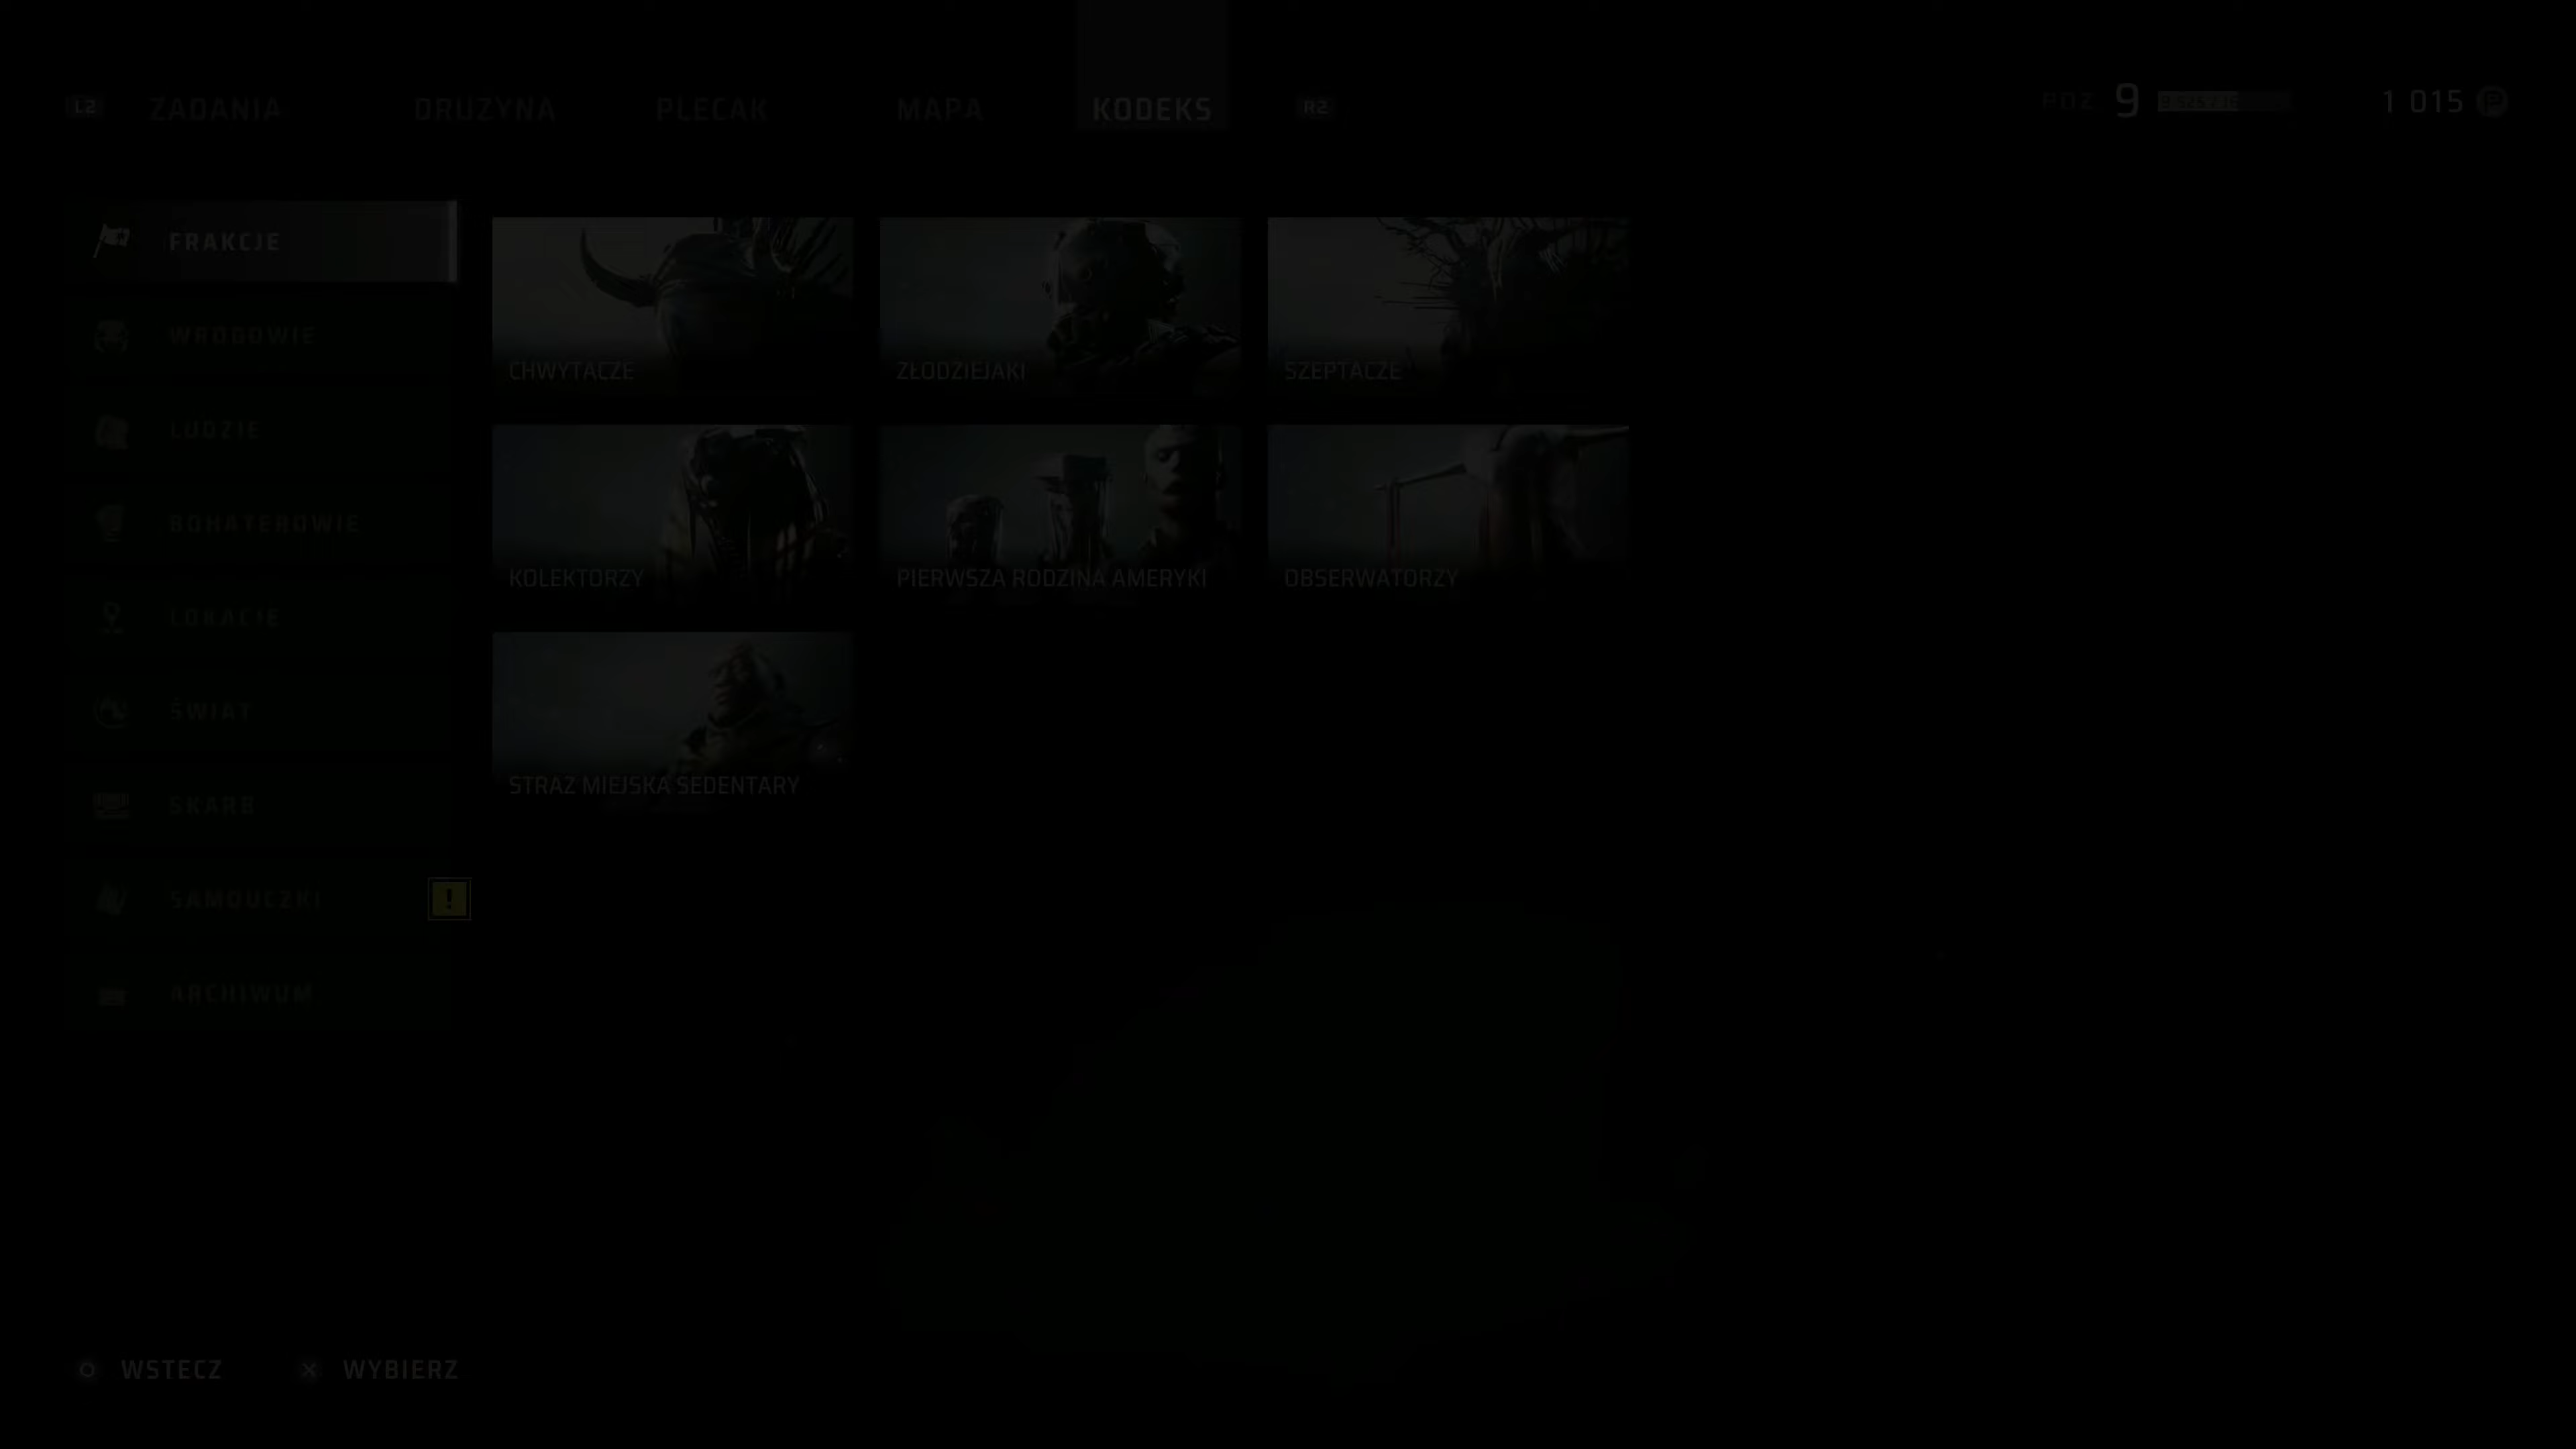 L2 ZADANIA DRUŻYNA PLECAK MAPA KODEKS R2 POZ. 9 1 015
FRAKCJE
WROGOWIE
LUDZIE
BOHATEROWIE
LOKACJE
ŚWIAT
SKARB
SAMOUCZKI !
ARCHIWUM
CHWYTACZE
ZŁODZIEJAKI
SZEPTACZE
KOLEKTORZY
PIERWSZA RODZINA AMERYKI
OBSERWATORZY
STRAŻ MIEJSKA SEDENTARY
WSTECZ WYBIERZ